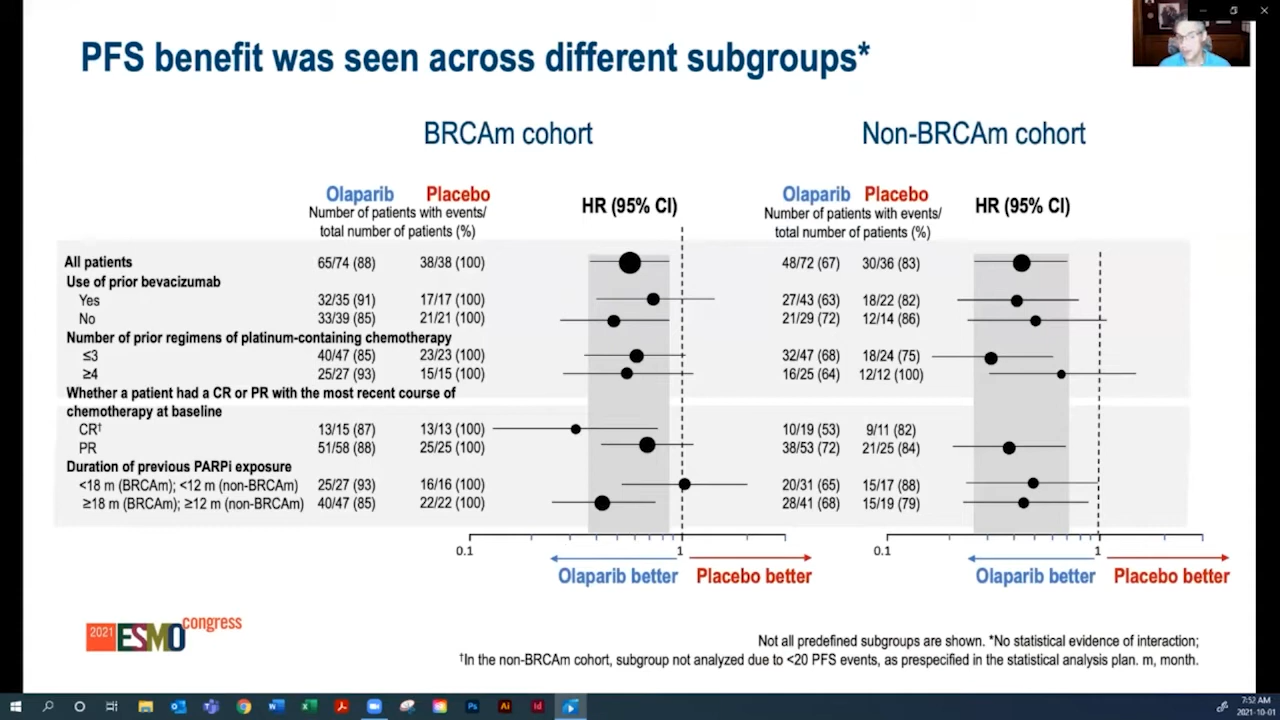 PFS benefit was seen across different subgroups*
BRCAm cohort
Non-BRCAm cohort
Olaparib Placebo
Number of patients with events/
total number of patients (%)
HR (95% CI)
Olaparib Placebo
Number of patients with events/
total number of patients (%)
HR (95% CI)
All patients 65/74 (88) 38/38 (100) 48/72 (67) 30/36 (83)
Use of prior bevacizumab
Yes 32/35 (91) 17/17 (100) 27/43 (63) 18/22 (82)
No 33/39 (85) 21/21 (100) 21/29 (72) 12/14 (86)
Number of prior regimens of platinum-containing chemotherapy
≤3 40/47 (85) 23/23 (100) 32/47 (68) 18/24 (75)
≥4 25/27 (93) 15/15 (100) 16/25 (64) 12/12 (100)
Whether a patient had a CR or PR with the most recent course of
chemotherapy at baseline
CR† 13/15 (87) 13/13 (100) 10/19 (53) 9/11 (82)
PR 51/58 (88) 25/25 (100) 38/53 (72) 21/25 (84)
Duration of previous PARPi exposure
<18 m (BRCAm); <12 m (non-BRCAm) 25/27 (93) 16/16 (100) 20/31 (65) 15/17 (88)
≥18 m (BRCAm); ≥12 m (non-BRCAm) 40/47 (85) 22/22 (100) 28/41 (68) 15/19 (79)
0.1 1 0.1 1
Olaparib better Placebo better Olaparib better Placebo better
2021 ESMO congress
Not all predefined subgroups are shown. *No statistical evidence of interaction;
†In the non-BRCAm cohort, subgroup not analyzed due to <20 PFS events, as prespecified in the statistical analysis plan. m, month.
Ps Ai Id
7:52 AM
2021-10-01